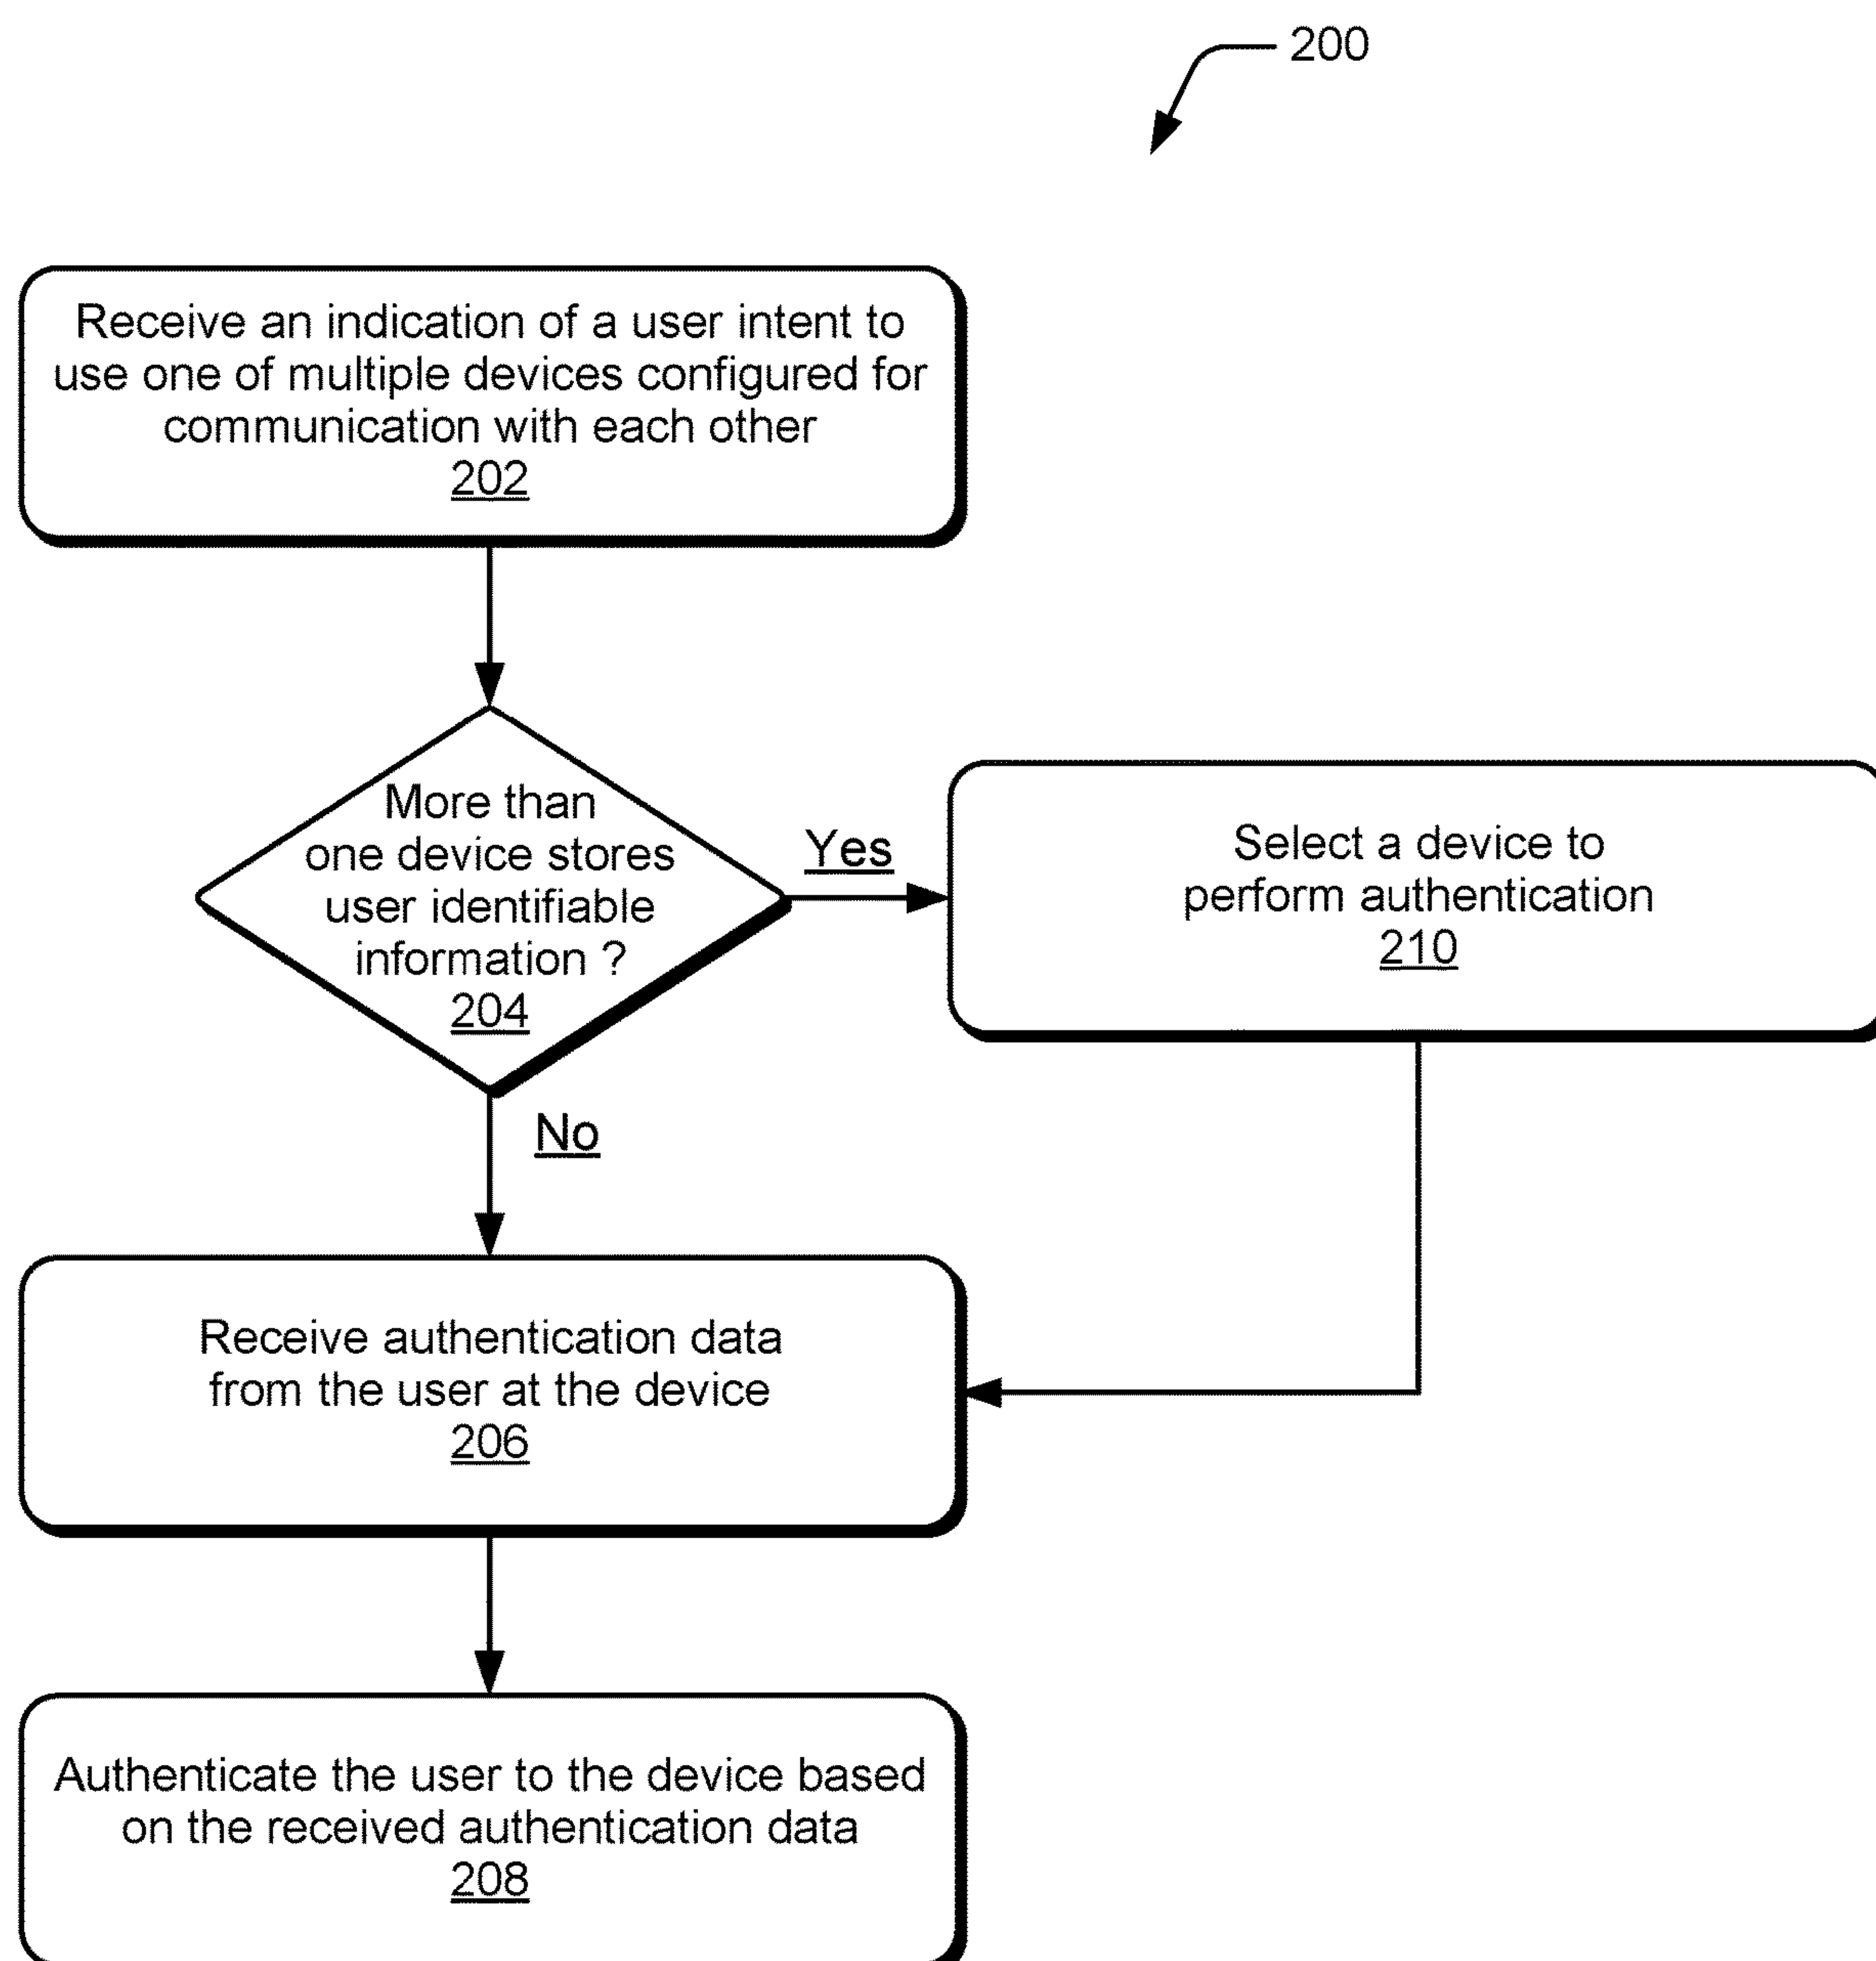 200
Receive an indication of a user intent to
use one of multiple devices configured for
communication with each other
202
More than
one device stores
user identifiable
information ?
204
Yes
Select a device to
perform authentication
210
No
Receive authentication data
from the user at the device
206
Authenticate the user to the device based
on the received authentication data
208